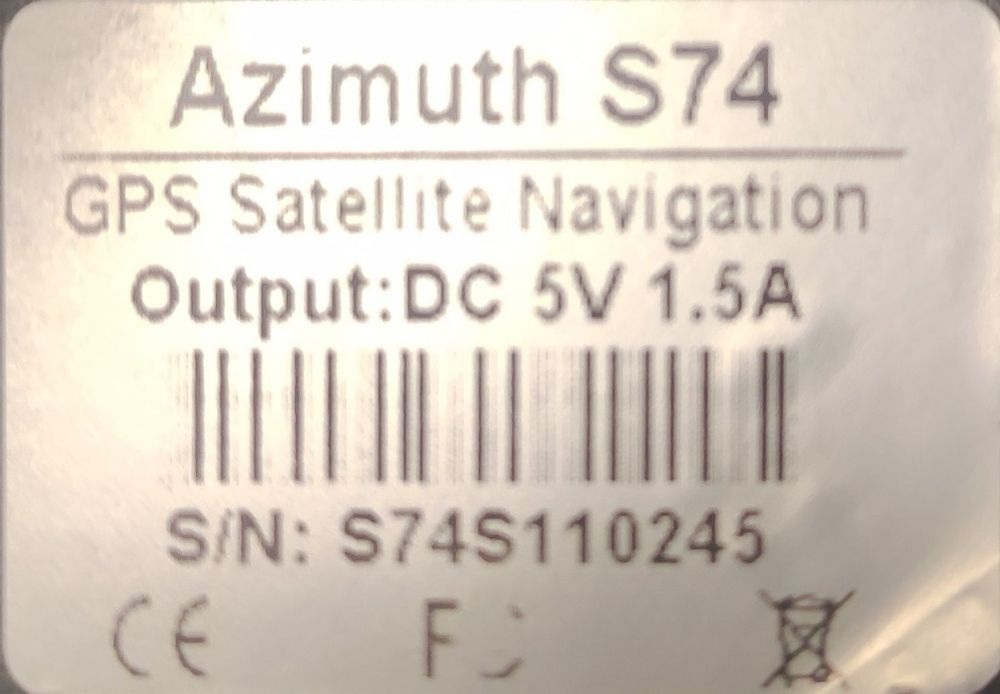 Azimuth S74
GPS Satellite Navigation
Output:DC 5V 1.5A
S/N: S74S110245
CE